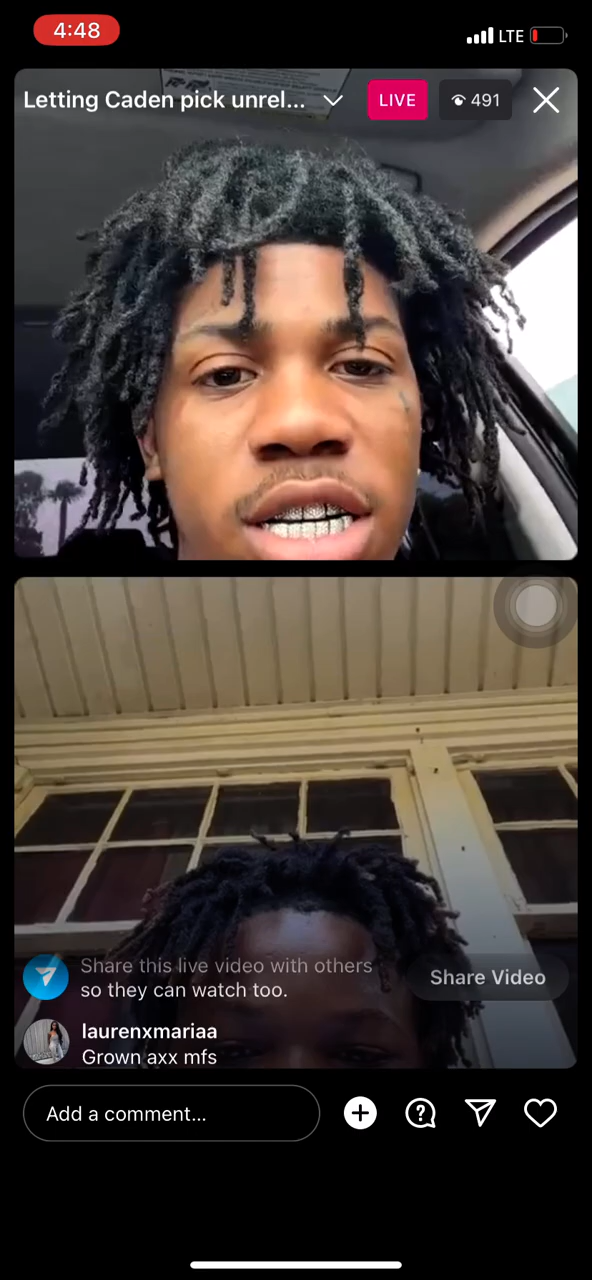 4:48
LTE
Letting Caden pick unrel...
LIVE
491
Share this live video with others
so they can watch too.
Share Video
laurenxmariaa
Grown axx mfs
Add a comment...